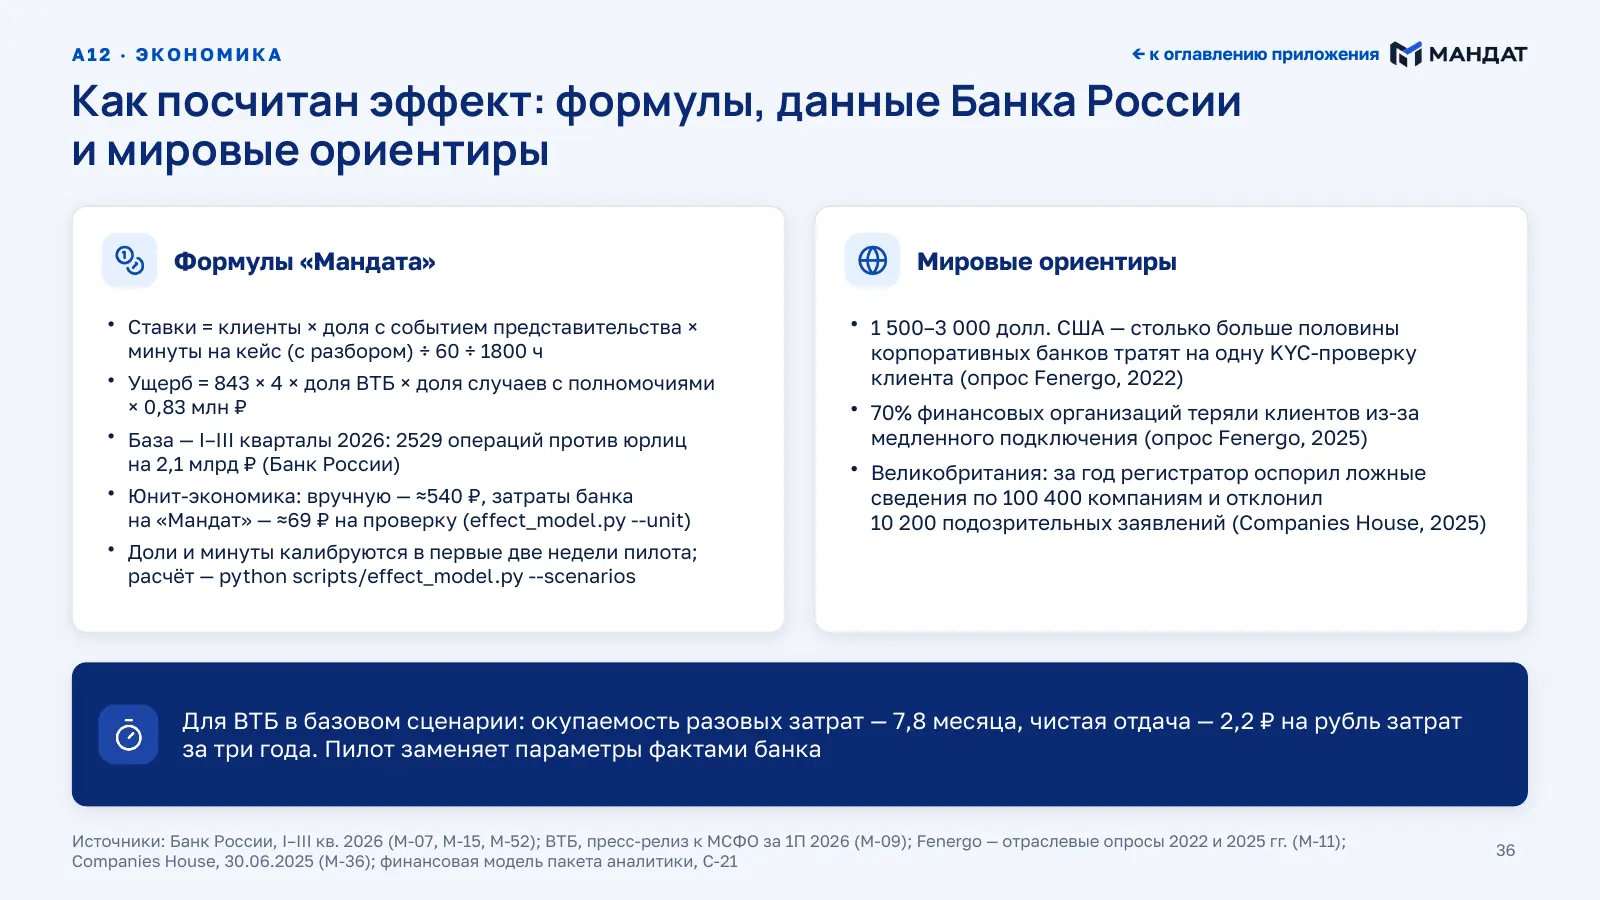 А12 · ЭКОНОМИКА
← к оглавлению приложения
МАНДАТ
Как посчитан эффект: формулы, данные Банка России
и мировые ориентиры
Формулы «Мандата»
• Ставки = клиенты × доля с событием представительства ×
минуты на кейс (с разбором) ÷ 60 ÷ 1800 ч
• Ущерб = 843 × 4 × доля ВТБ × доля случаев с полномочиями
× 0,83 млн ₽
• База — I–III кварталы 2026: 2529 операций против юрлиц
на 2,1 млрд ₽ (Банк России)
• Юнит-экономика: вручную — ≈540 ₽, затраты банка
на «Мандат» — ≈69 ₽ на проверку (effect_model.py --unit)
• Доли и минуты калибруются в первые две недели пилота;
расчёт — python scripts/effect_model.py --scenarios
Мировые ориентиры
• 1 500–3 000 долл. США — столько больше половины
корпоративных банков тратят на одну KYC-проверку
клиента (опрос Fenergo, 2022)
• 70% финансовых организаций теряли клиентов из-за
медленного подключения (опрос Fenergo, 2025)
• Великобритания: за год регистратор оспорил ложные
сведения по 100 400 компаниям и отклонил
10 200 подозрительных заявлений (Companies House, 2025)
Для ВТБ в базовом сценарии: окупаемость разовых затрат — 7,8 месяца, чистая отдача — 2,2 ₽ на рубль затрат
за три года. Пилот заменяет параметры фактами банка
Источники: Банк России, I–III кв. 2026 (М-07, М-15, М-52); ВТБ, пресс-релиз к МСФО за 1П 2026 (М-09); Fenergo — отраслевые опросы 2022 и 2025 гг. (М-11);
Companies House, 30.06.2025 (М-36); финансовая модель пакета аналитики, С-21
36